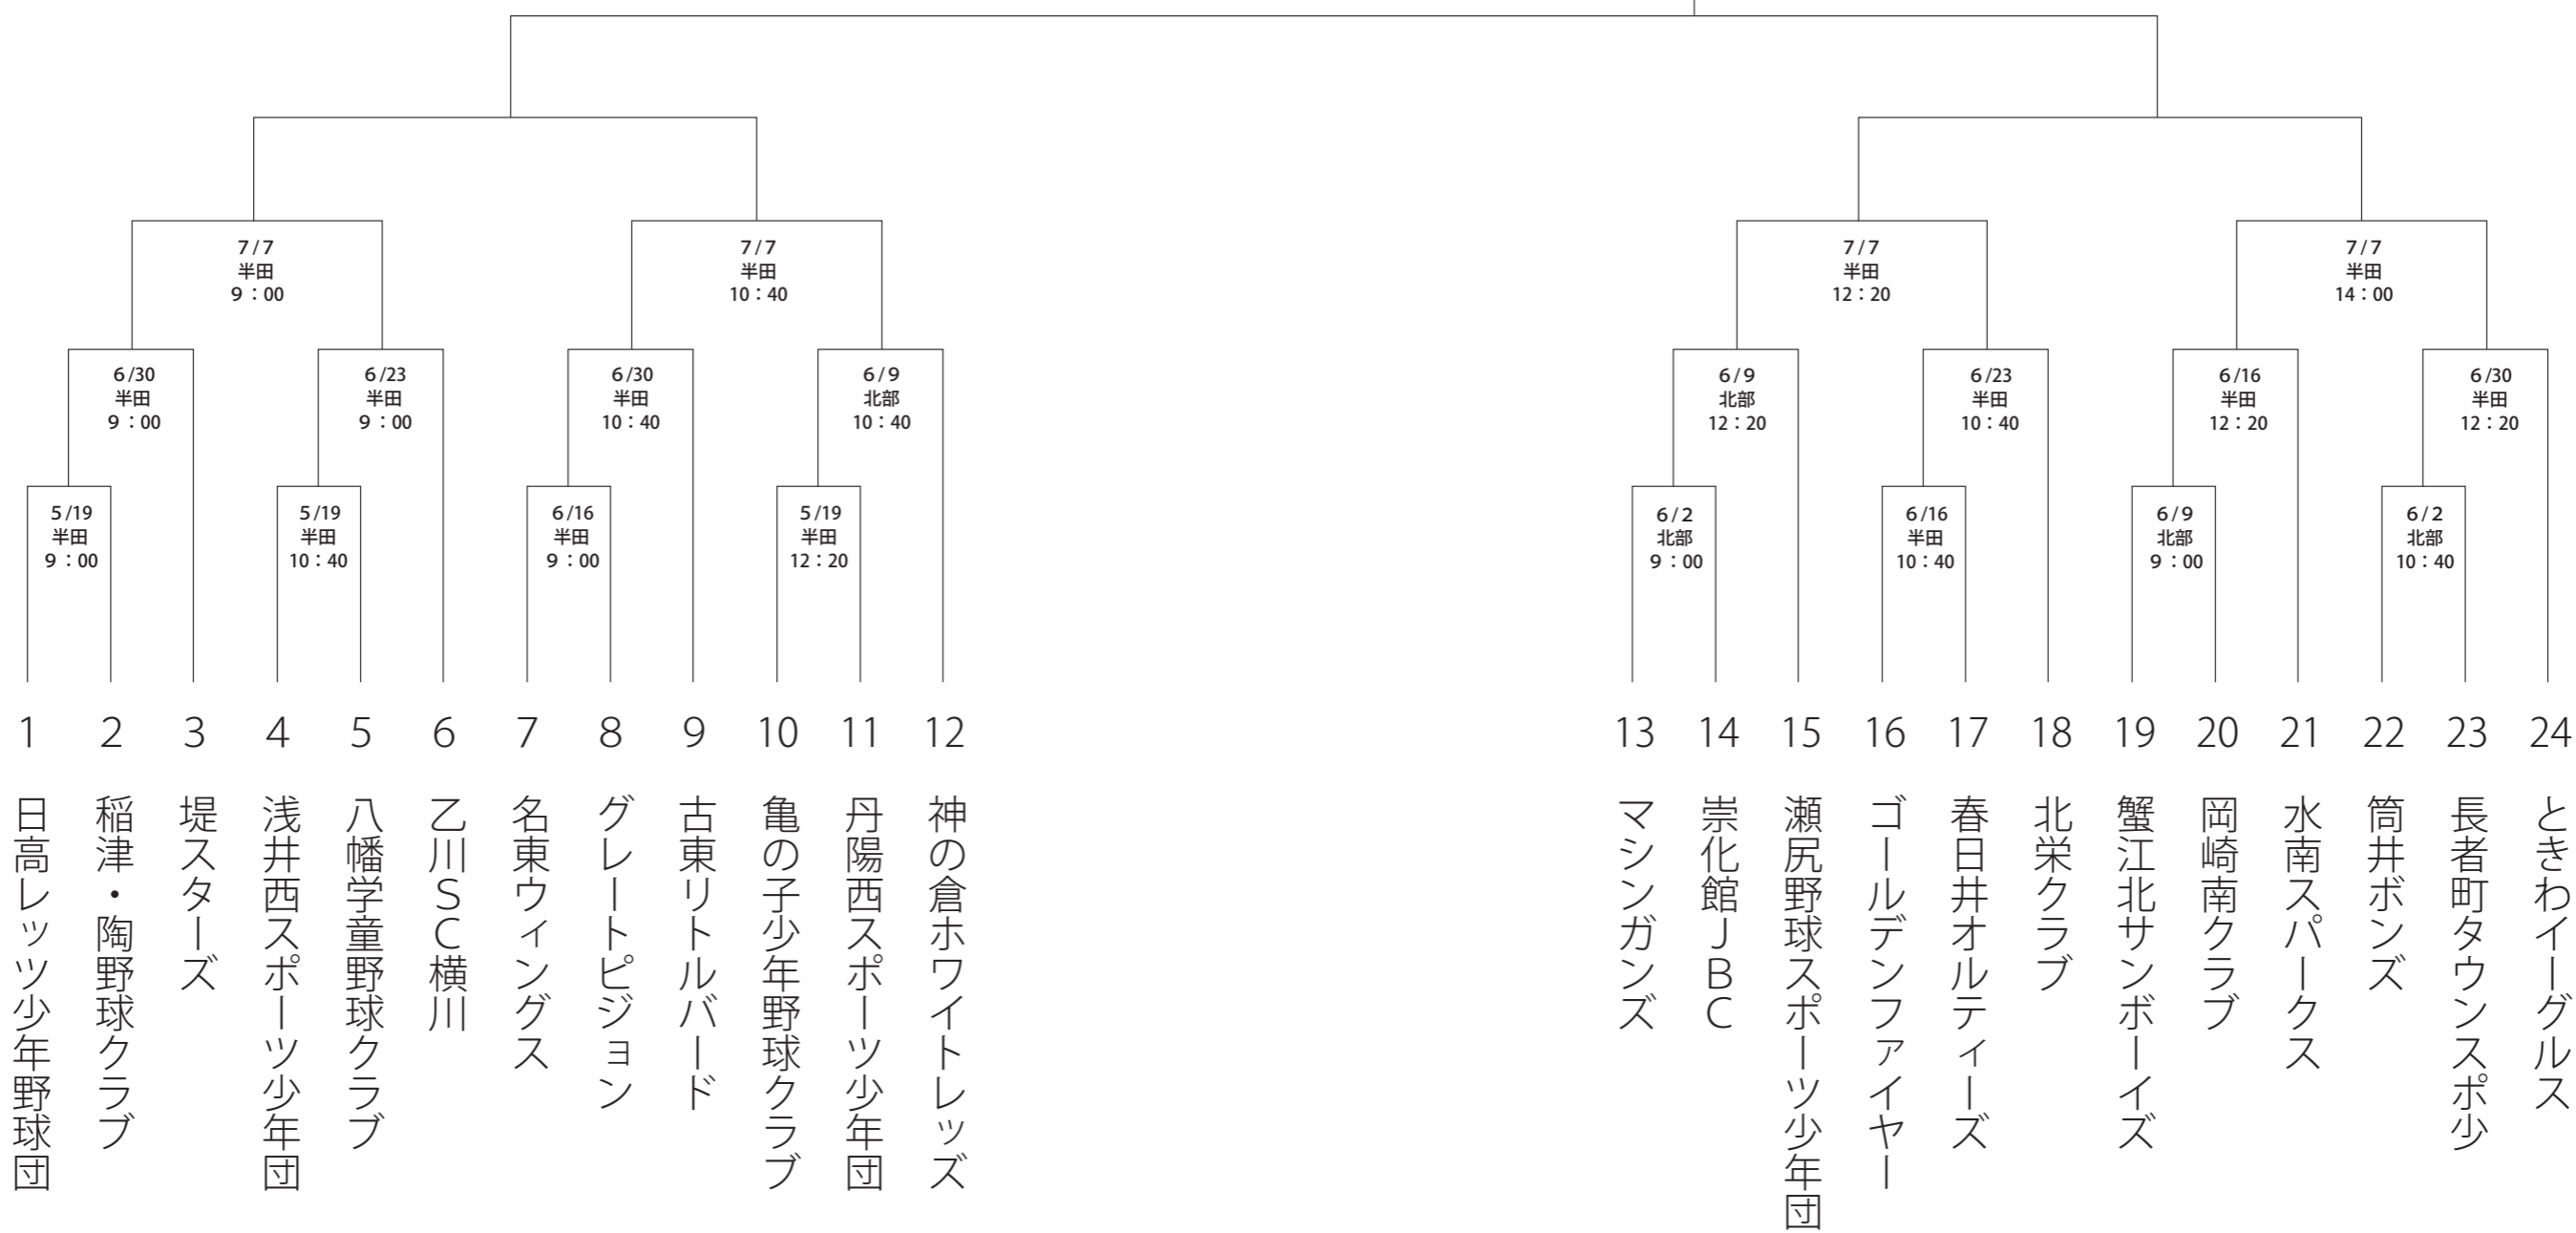 7/7
半田
9：00
7/7
半田
10：40
7/7
半田
12：20
7/7
半田
14：00
6/30
半田
9：00
6/23
半田
9：00
6/30
半田
10：40
6/9
北部
10：40
6/9
北部
12：20
6/23
半田
10：40
6/16
半田
12：20
6/30
半田
12：20
5/19
半田
9：00
5/19
半田
10：40
6/16
半田
9：00
5/19
半田
12：20
6/2
北部
9：00
6/16
半田
10：40
6/9
北部
9：00
6/2
北部
10：40
1 日高レッツ少年野球団
2 稲津・陶野球クラブ
3 堤スターズ
4 浅井西スポーツ少年団
5 八幡学童野球クラブ
6 乙川ＳＣ横川
7 名東ウィングス
8 グレートピジョン
9 古東リトルバード
10 亀の子少年野球クラブ
11 丹陽西スポーツ少年団
12 神の倉ホワイトレッズ
13 マシンガンズ
14 崇化館ＪＢＣ
15 瀬尻野球スポーツ少年団
16 ゴールデンファイヤー
17 春日井オルティーズ
18 北栄クラブ
19 蟹江北サンボーイズ
20 岡崎南クラブ
21 水南スパークス
22 筒井ボンズ
23 長者町タウンスポ少
24 ときわイーグルス